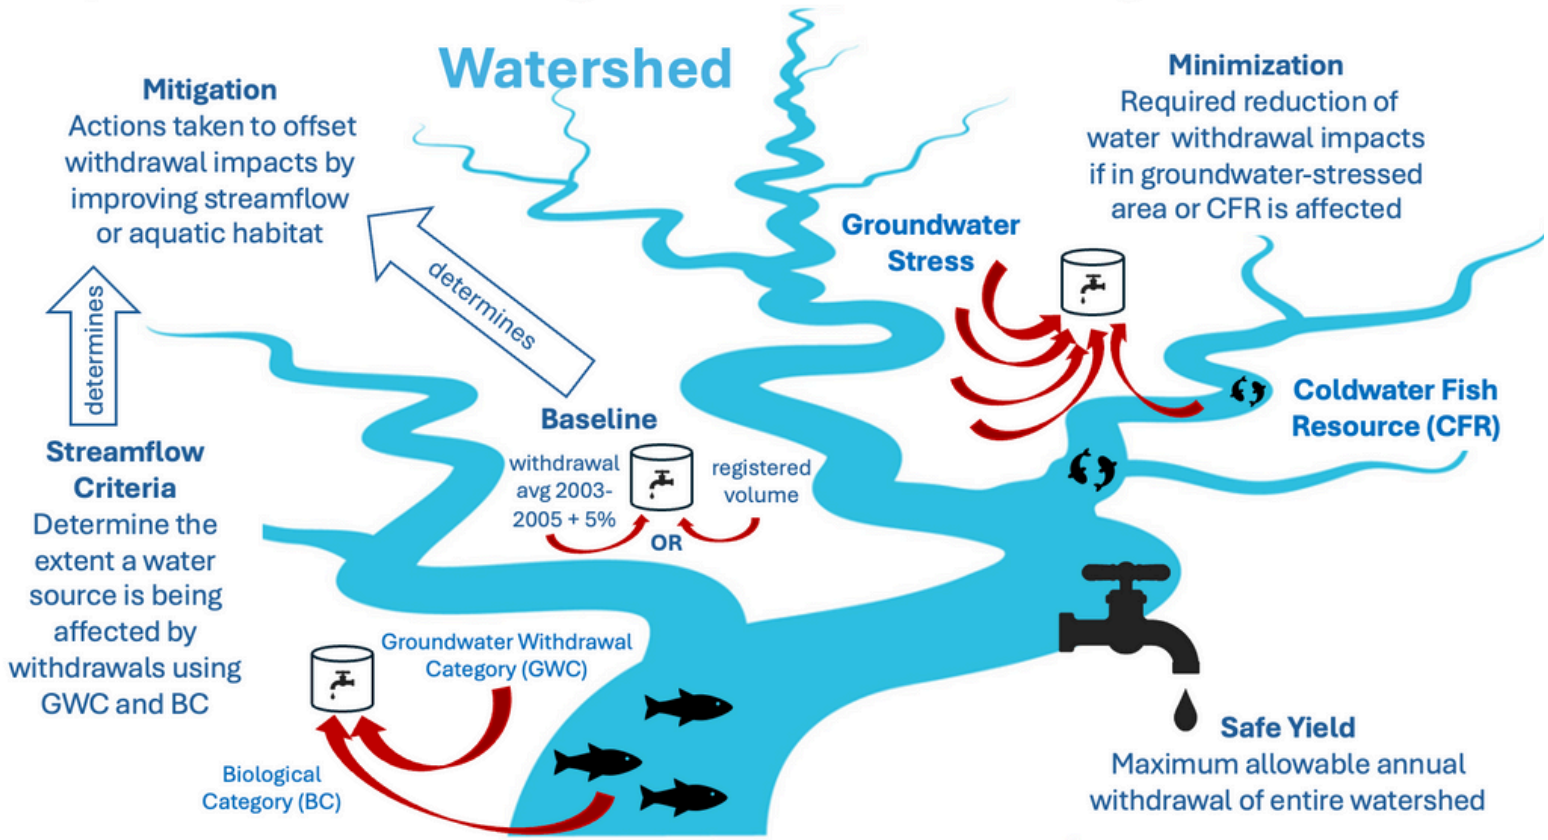 Watershed
Mitigation
Actions taken to offset
withdrawal impacts by
improving streamflow
or aquatic habitat
determines
determines
Streamflow
Criteria
Determine the
extent a water
source is being
affected by
withdrawals using
GWC and BC
Baseline
withdrawal
avg 2003-
2005 + 5%
OR
registered
volume
Groundwater Withdrawal
Category (GWC)
Biological
Category (BC)
Groundwater
Stress
Minimization
Required reduction of
water withdrawal impacts
if in groundwater-stressed
area or CFR is affected
Coldwater Fish
Resource (CFR)
Safe Yield
Maximum allowable annual
withdrawal of entire watershed